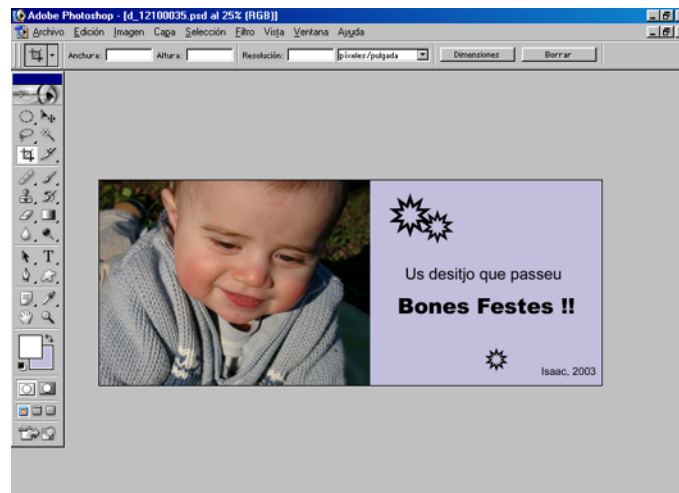 Adobe Photoshop - [d_12100035.psd al 25% (RGB)]
Archivo Edición Imagen Capa Selección Filtro Vista Ventana Ayuda
Anchura: Altura: Resolución: píxeles/pulgada Dimensiones Borrar
Us desitjo que passeu
Bones Festes !!
Isaac, 2003